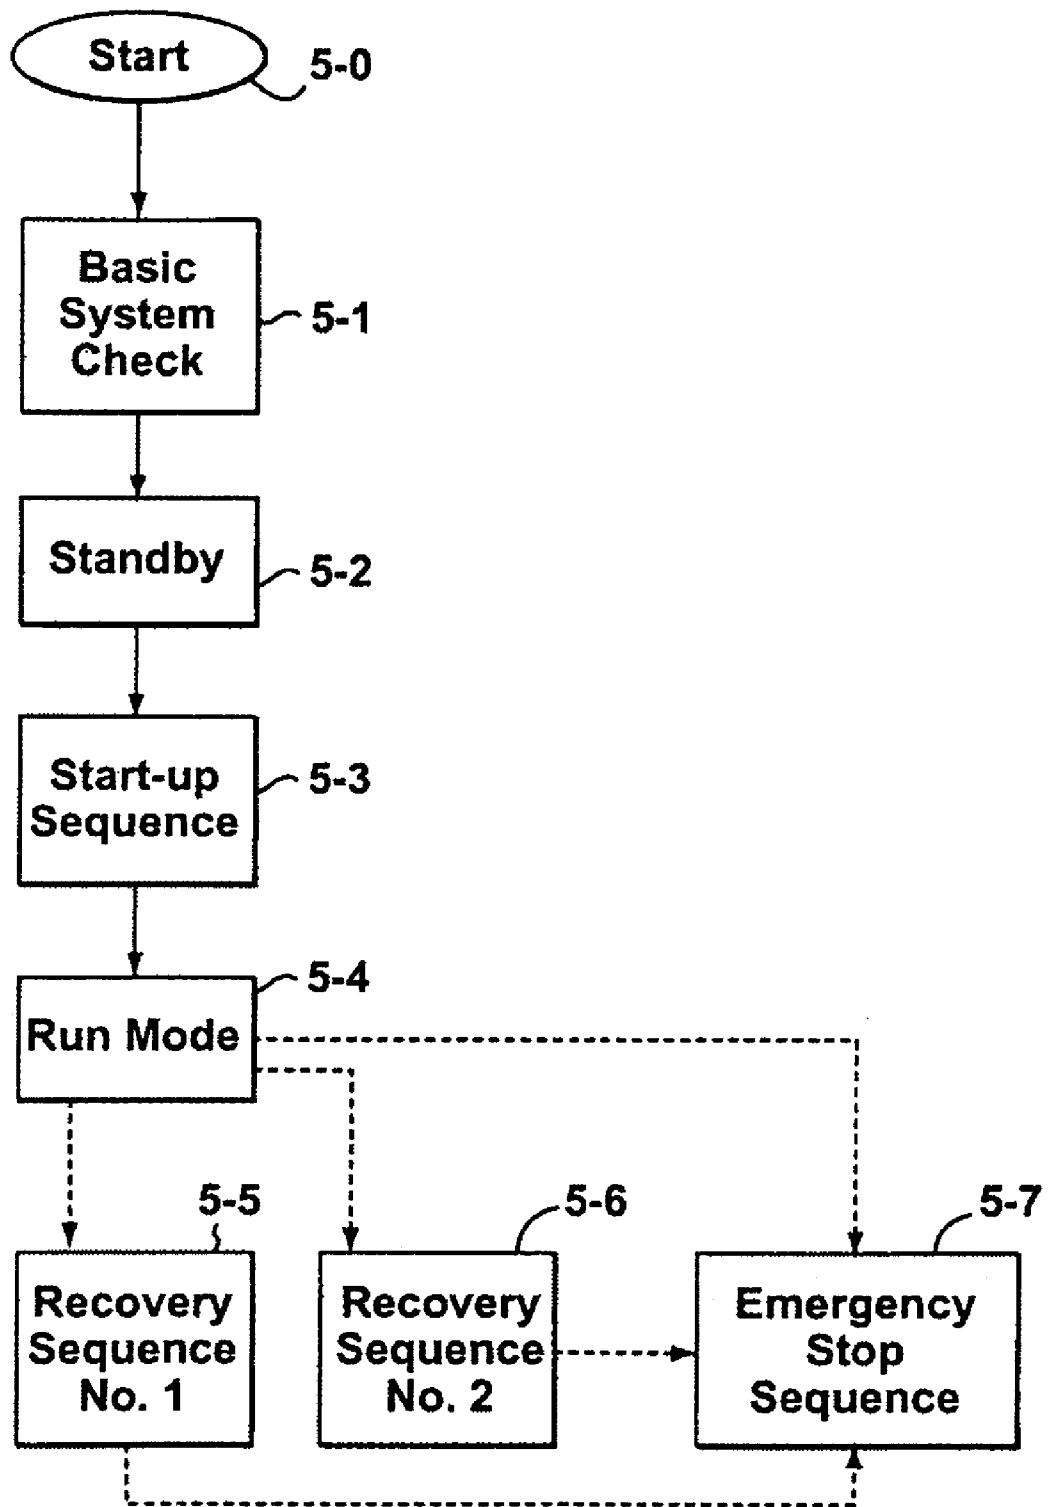 Start
5-0
Basic
System
Check
5-1
Standby
5-2
Start-up
Sequence
5-3
Run Mode
5-4
5-5
Recovery
Sequence
No. 1
5-6
Recovery
Sequence
No. 2
5-7
Emergency
Stop
Sequence